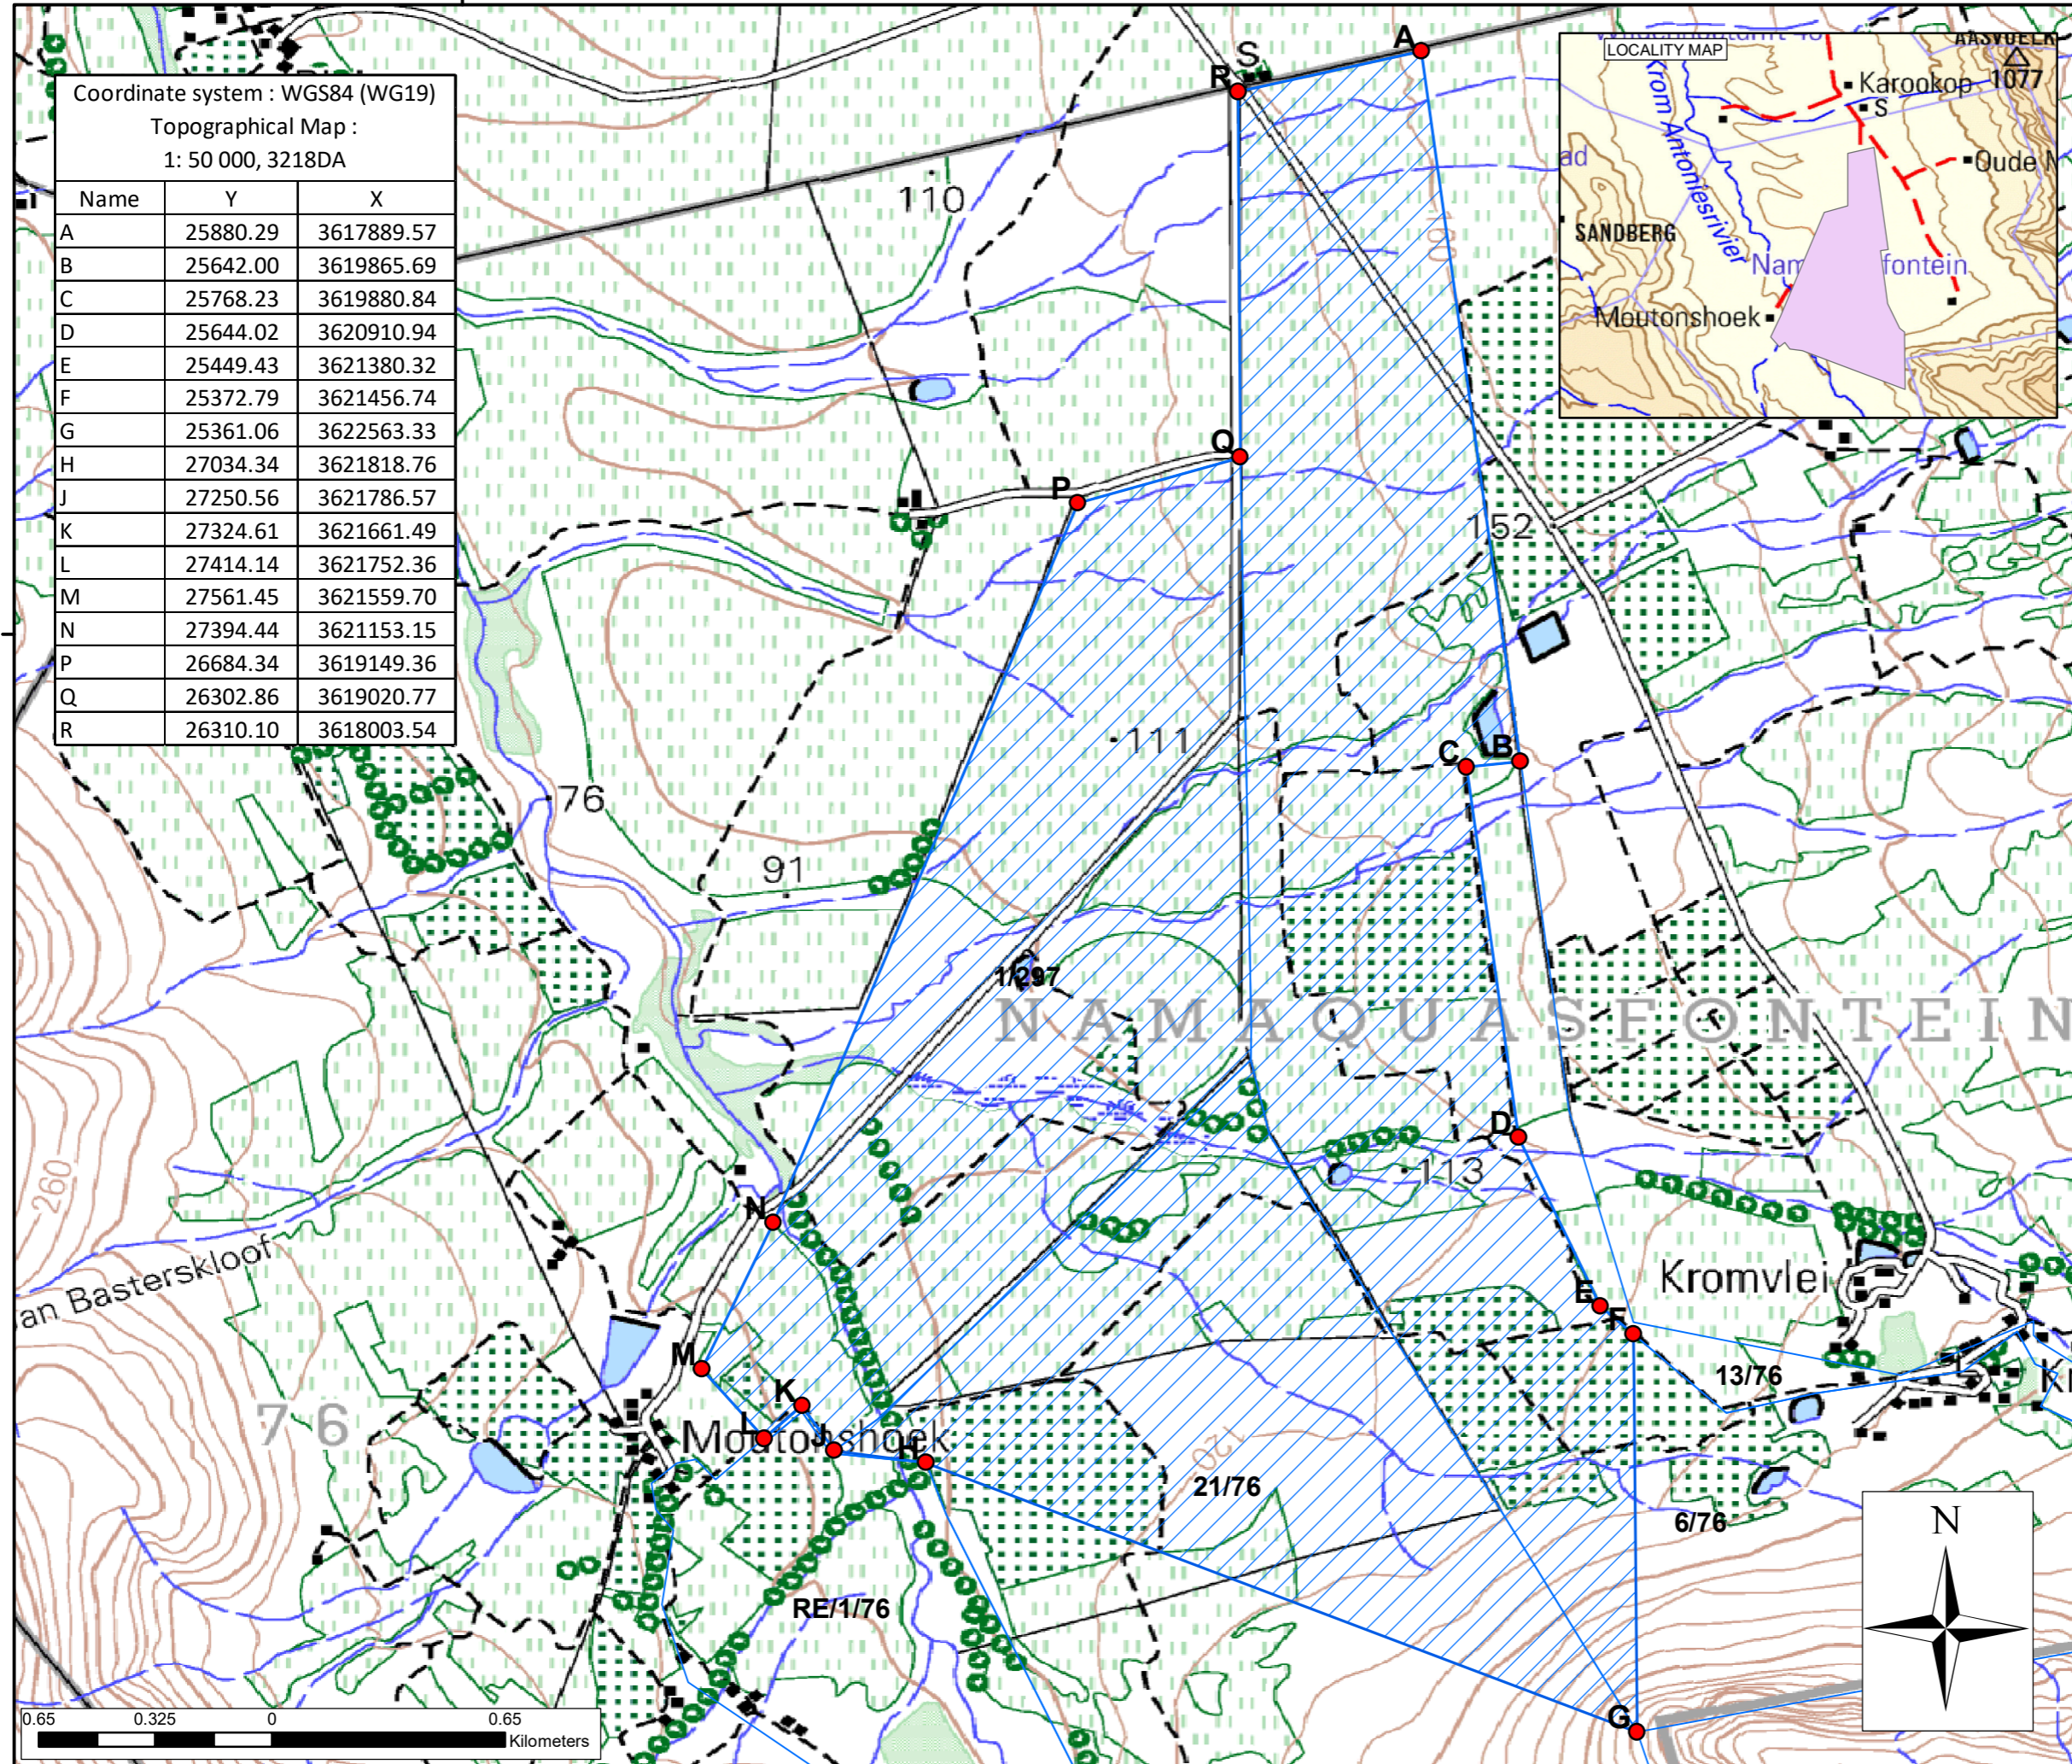 Coordinate system : WGS84 (WG19)
Topographical Map :
1: 50 000, 3218DA
Name Y X
A 25880.29 3617889.57
B 25642.00 3619865.69
C 25768.23 3619880.84
D 25644.02 3620910.94
E 25449.43 3621380.32
F 25372.79 3621456.74
G 25361.06 3622563.33
H 27034.34 3621818.76
J 27250.56 3621786.57
K 27324.61 3621661.49
L 27414.14 3621752.36
M 27561.45 3621559.70
N 27394.44 3621153.15
P 26684.34 3619149.36
Q 26302.86 3619020.77
R 26310.10 3618003.54
LOCALITY MAP
Karookop
1077
S
Krom Antoniesrivier
Oude
SANDBERG
Nam fontein
Moutonshoek
A
S
R
110
Q
P
152
111
C
B
76
91
1/297
NAMAQUASFONTEIN
D
113
N
260
an Basterskloof
Kromvlei
E
F
M
13/76
K
76
L
Moutonshoek
J
H
120
21/76
6/76
N
RE/1/76
G
0.65 0.325 0 0.65
Kilometers